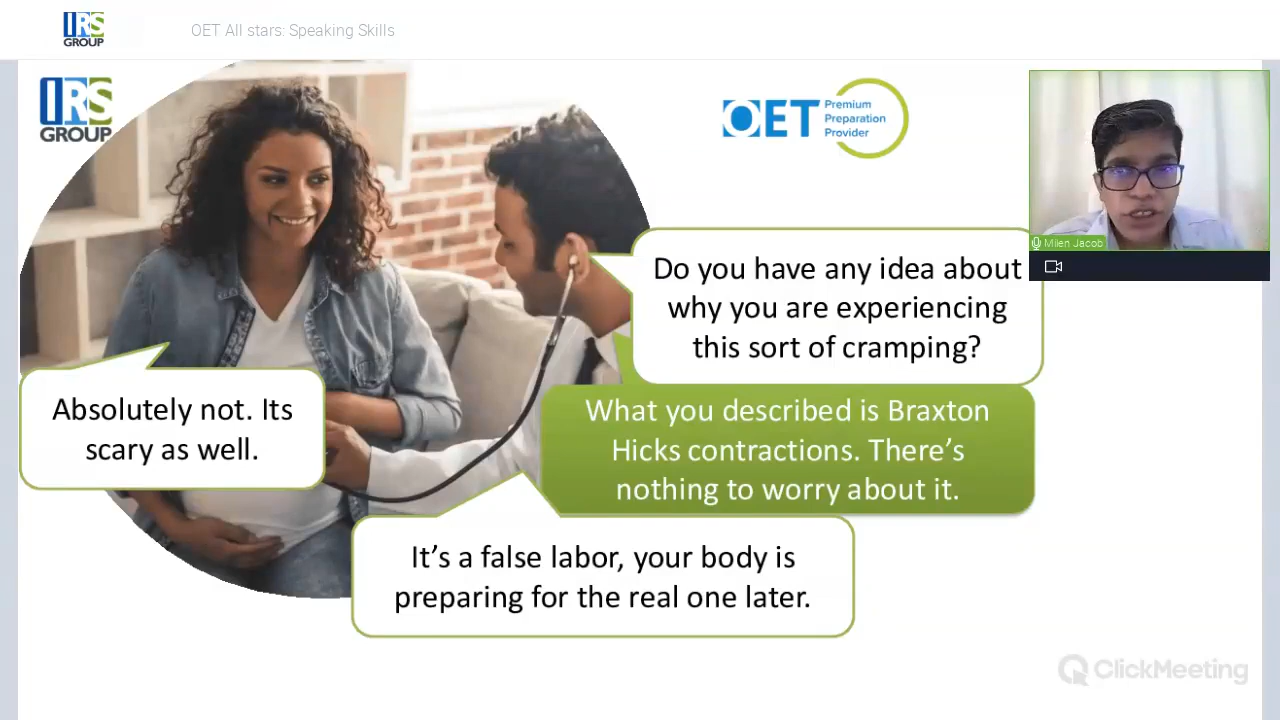 IRS
GROUP
OET All stars: Speaking Skills
IRS
GROUP
OET
Premium
Preparation
Provider
Milen Jacob
Do you have any idea about
why you are experiencing
this sort of cramping?
Absolutely not. Its
scary as well.
What you described is Braxton
Hicks contractions. There’s
nothing to worry about it.
It’s a false labor, your body is
preparing for the real one later.
ClickMeeting